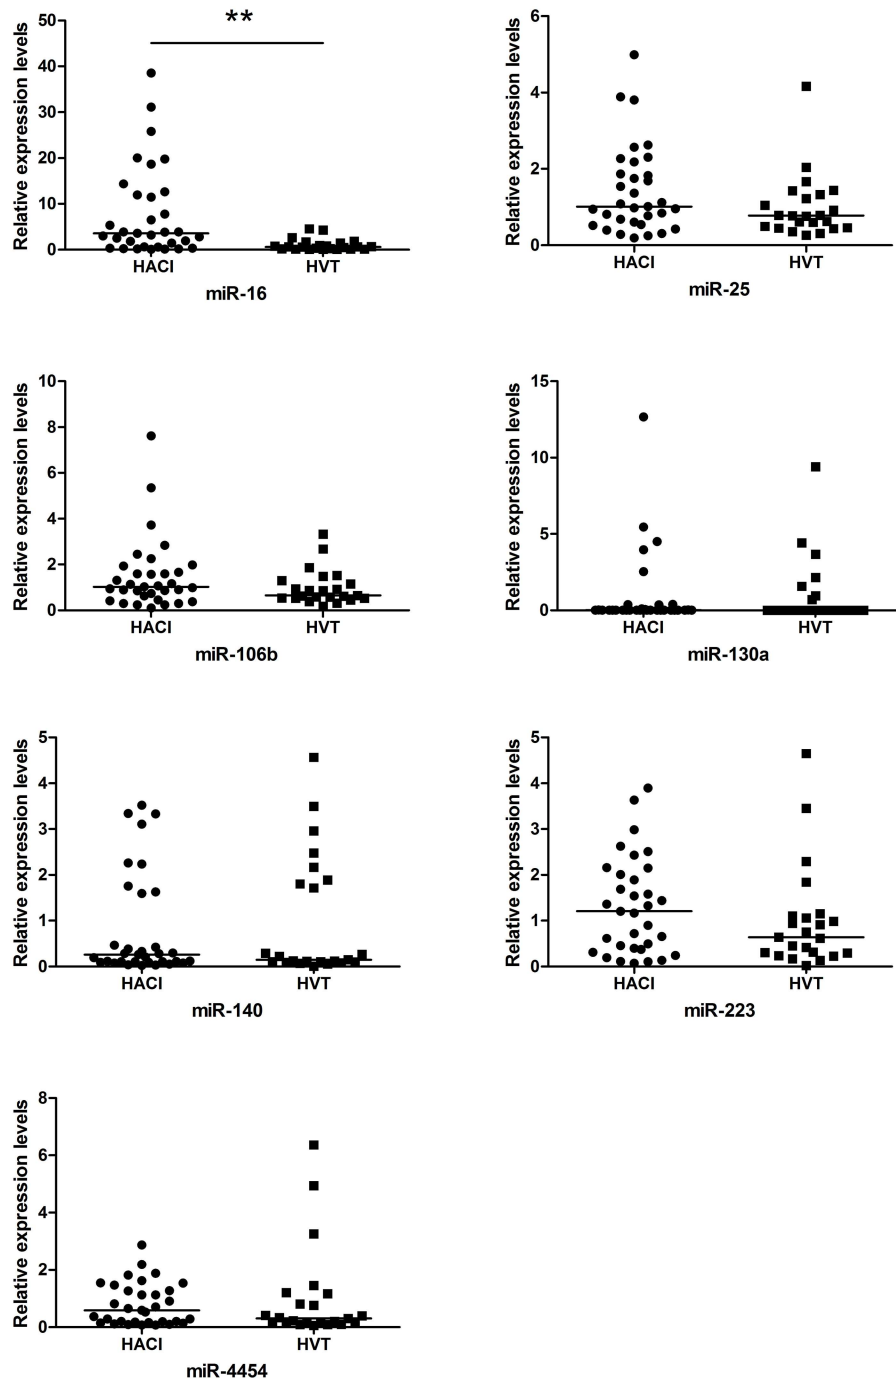 **
Relative expression levels
50
40
30
20
10
0
HACI HVT
miR-16
Relative expression levels
6
4
2
0
HACI HVT
miR-25
Relative expression levels
10
8
6
4
2
0
HACI HVT
miR-106b
Relative expression levels
15
10
5
0
HACI HVT
miR-130a
Relative expression levels
5
4
3
2
1
0
HACI HVT
miR-140
Relative expression levels
5
4
3
2
1
0
HACI HVT
miR-223
Relative expression levels
8
6
4
2
0
HACI HVT
miR-4454